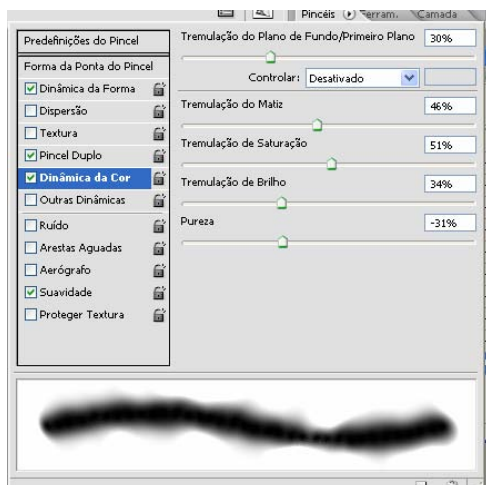 Pincéis Ferram. Camada
Predefinições do Pincel
Forma da Ponta do Pincel
Dinâmica da Forma
Dispersão
Textura
Pincel Duplo
Dinâmica da Cor
Outras Dinâmicas
Ruído
Arestas Aguadas
Aerógrafo
Suavidade
Proteger Textura
Tremulação do Plano de Fundo/Primeiro Plano 30%
Controlar: Desativado
Tremulação do Matiz 46%
Tremulação de Saturação 51%
Tremulação de Brilho 34%
Pureza -31%